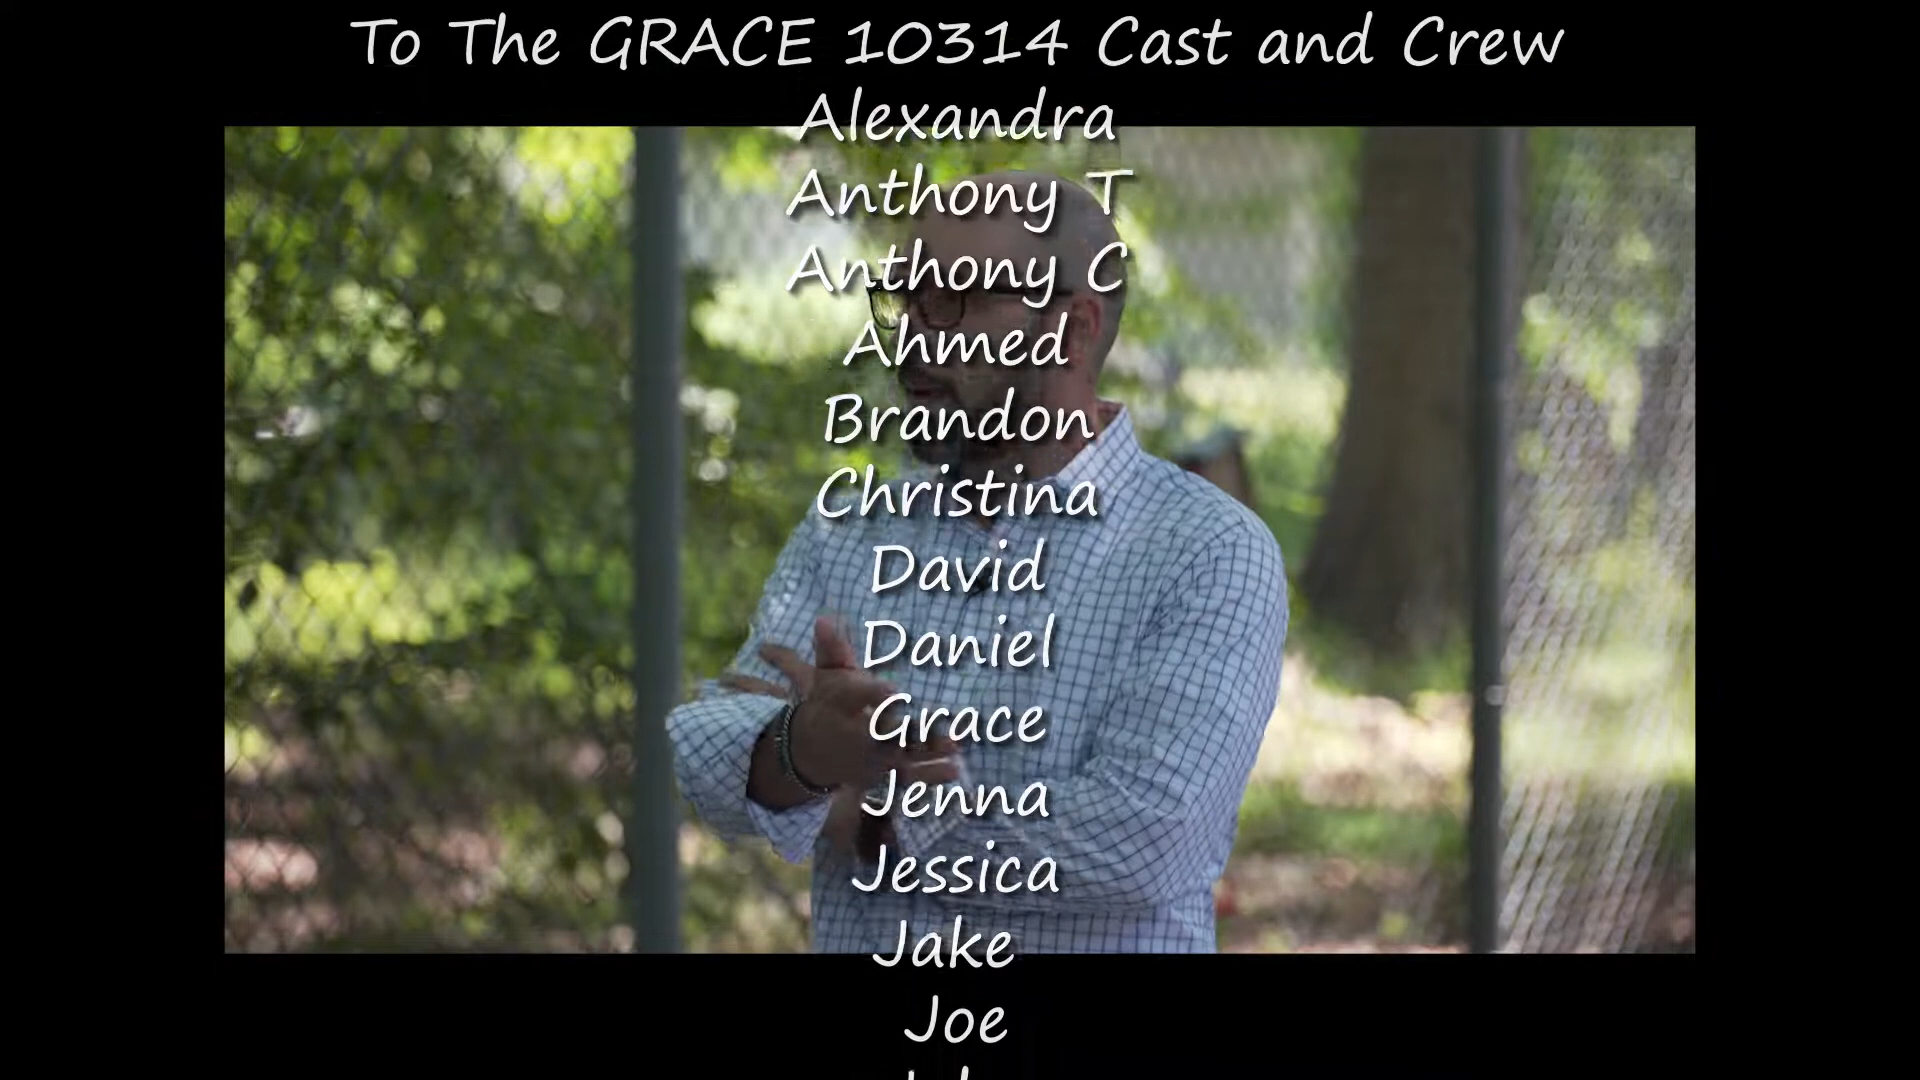 To The GRACE 10314 Cast and Crew
Alexandra
Anthony T
Anthony C
Ahmed
Brandon
Christina
David
Daniel
Grace
Jenna
Jessica
Jake
Joe